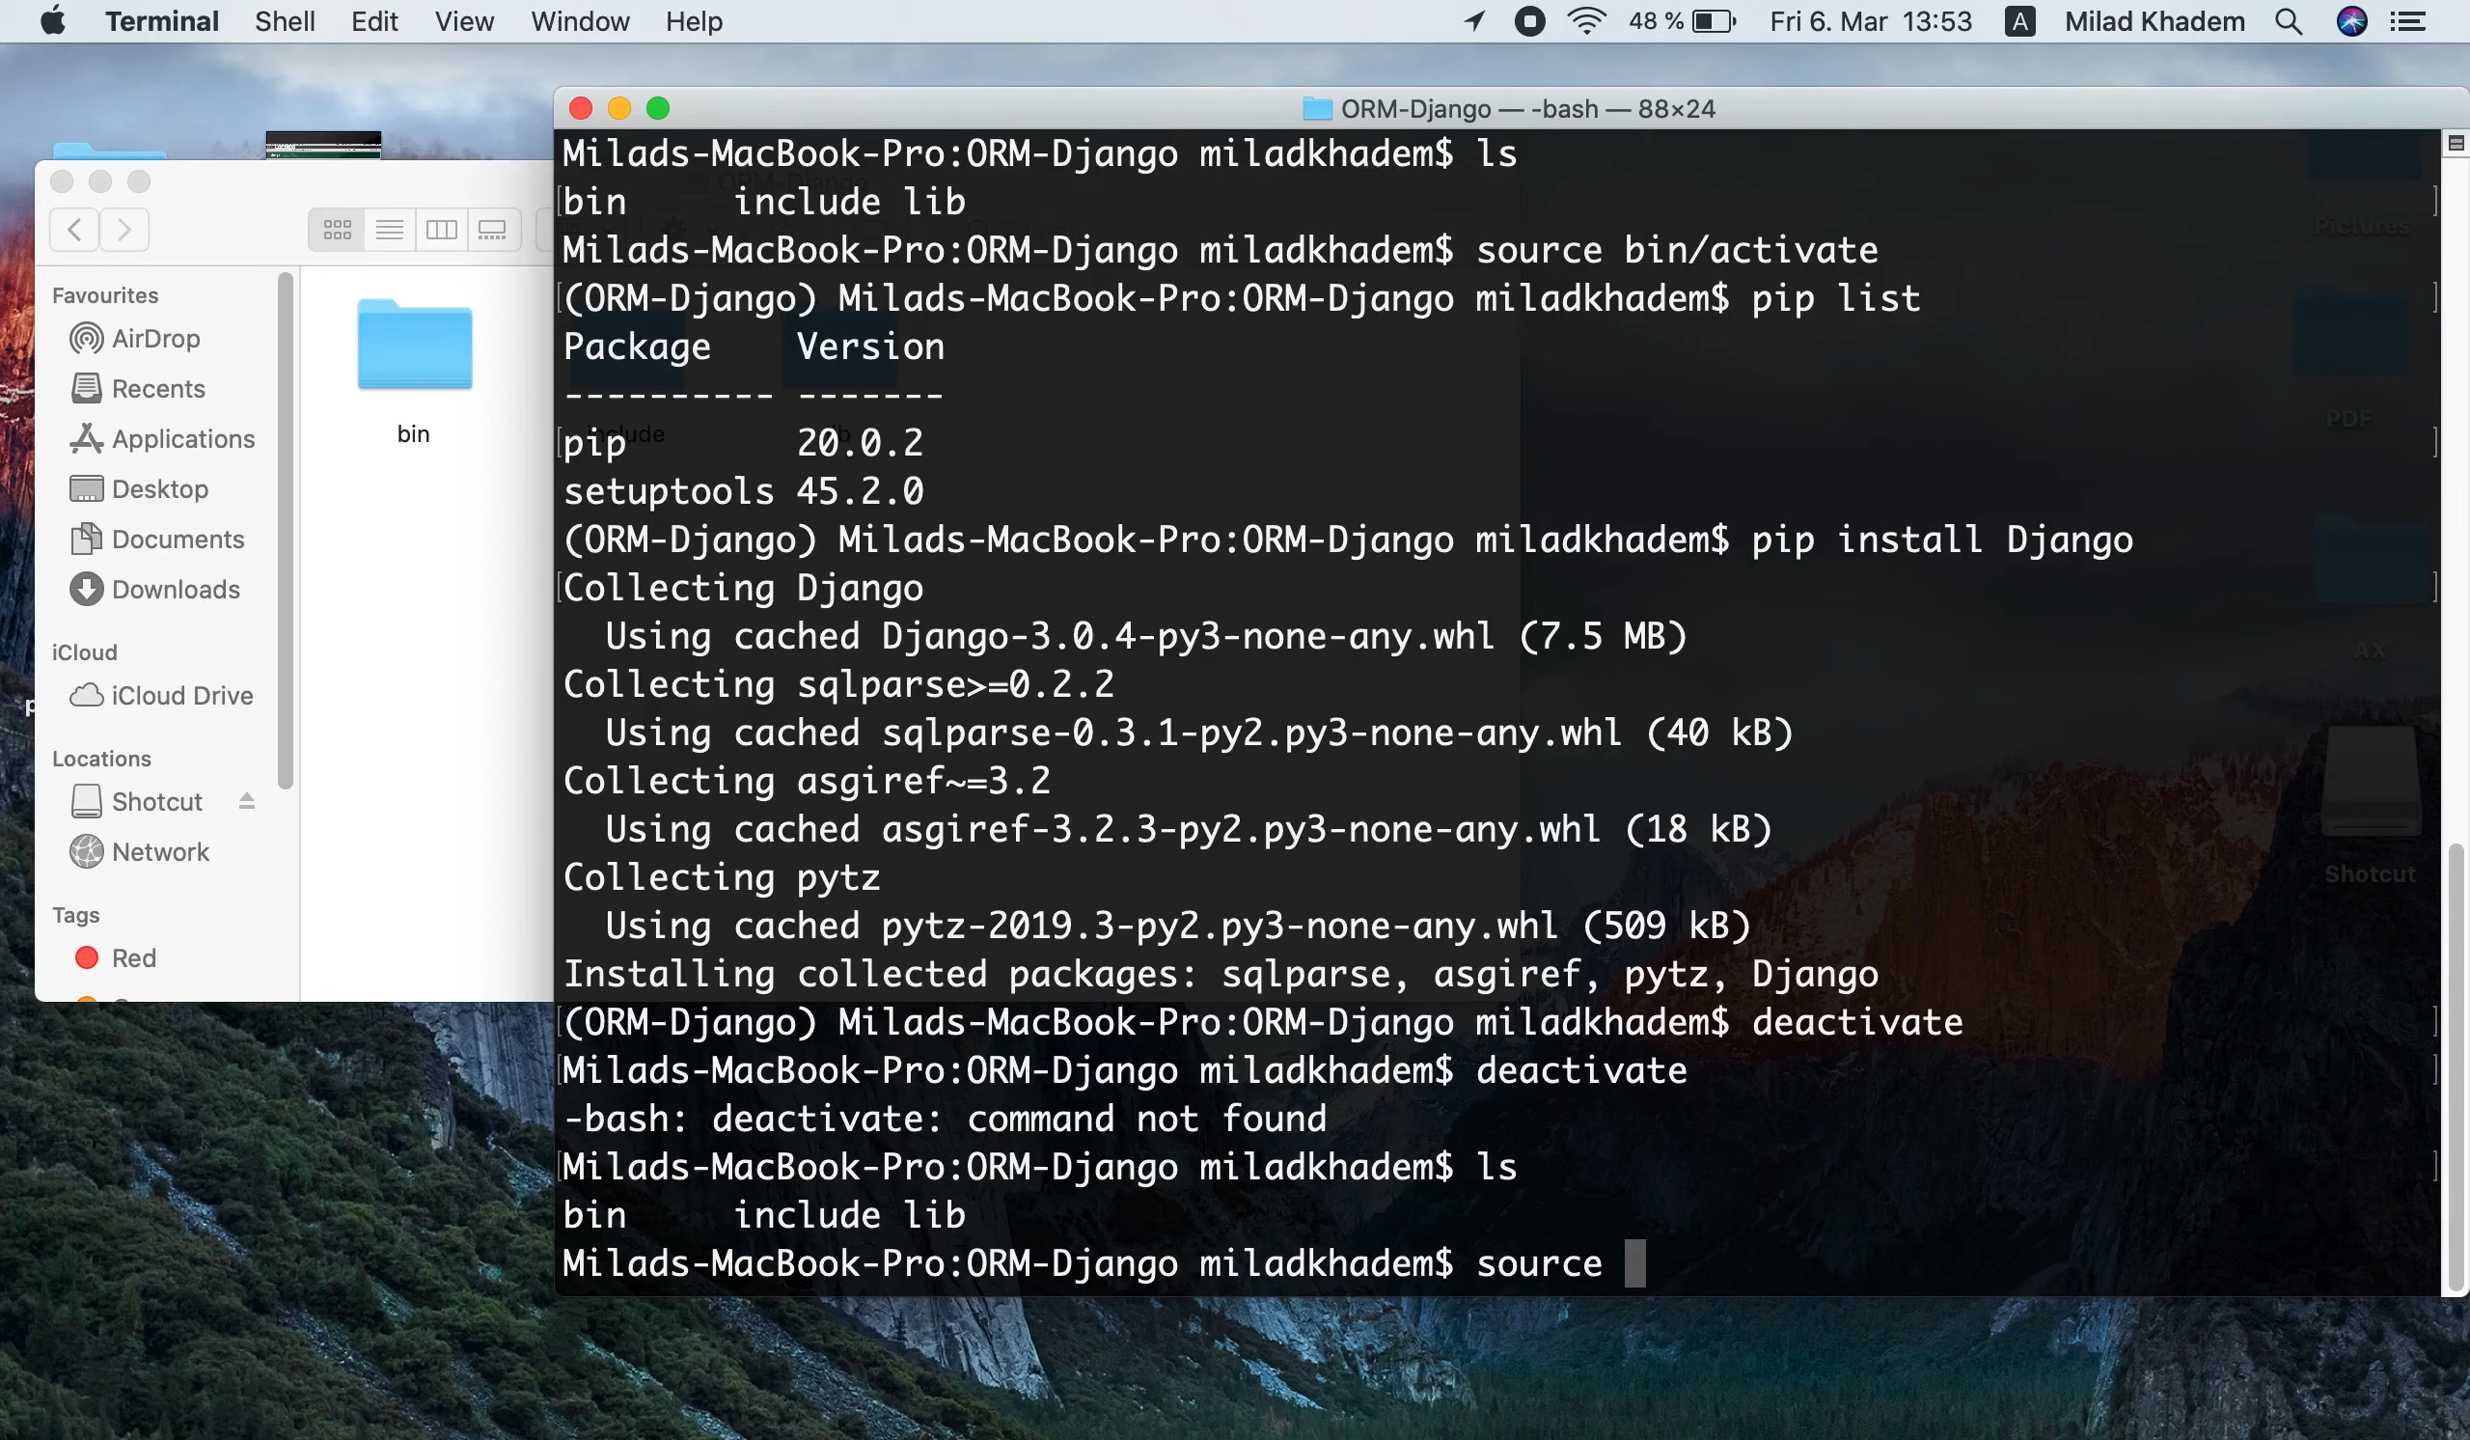 Terminal Shell Edit View Window Help 48 % Fri 6. Mar 13:53 A Milad Khadem
ORM-Django — -bash — 88×24
Favourites
AirDrop
Recents
Applications
Desktop
Documents
Downloads
iCloud
iCloud Drive
Locations
Shotcut
Network
Tags
Red
bin
Milads-MacBook-Pro:ORM-Django miladkhadem$ ls
bin include lib
Milads-MacBook-Pro:ORM-Django miladkhadem$ source bin/activate
(ORM-Django) Milads-MacBook-Pro:ORM-Django miladkhadem$ pip list
Package Version
---------- -------
pip 20.0.2
setuptools 45.2.0
(ORM-Django) Milads-MacBook-Pro:ORM-Django miladkhadem$ pip install Django
Collecting Django
Using cached Django-3.0.4-py3-none-any.whl (7.5 MB)
Collecting sqlparse>=0.2.2
Using cached sqlparse-0.3.1-py2.py3-none-any.whl (40 kB)
Collecting asgiref~=3.2
Using cached asgiref-3.2.3-py2.py3-none-any.whl (18 kB)
Collecting pytz
Using cached pytz-2019.3-py2.py3-none-any.whl (509 kB)
Installing collected packages: sqlparse, asgiref, pytz, Django
(ORM-Django) Milads-MacBook-Pro:ORM-Django miladkhadem$ deactivate
Milads-MacBook-Pro:ORM-Django miladkhadem$ deactivate
-bash: deactivate: command not found
Milads-MacBook-Pro:ORM-Django miladkhadem$ ls
bin include lib
Milads-MacBook-Pro:ORM-Django miladkhadem$ source
Pictures
PDF
AX
Shotcut